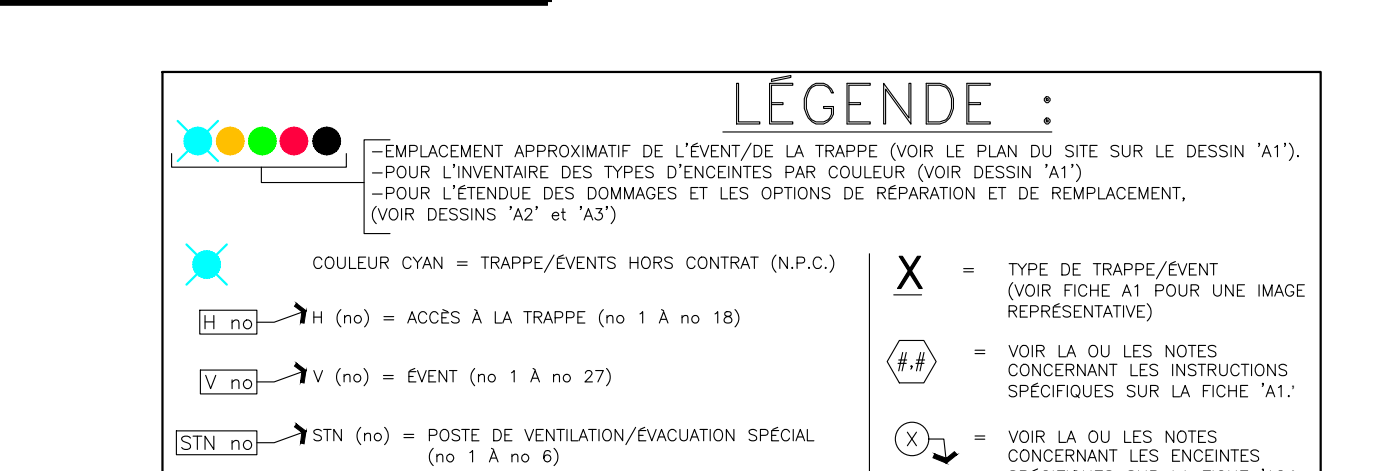 LÉGENDE :
-EMPLACEMENT APPROXIMATIF DE L'ÉVENT/DE LA TRAPPE (VOIR LE PLAN DU SITE SUR LE DESSIN 'A1').
-POUR L'INVENTAIRE DES TYPES D'ENCEINTES PAR COULEUR (VOIR DESSIN 'A1')
-POUR L'ÉTENDUE DES DOMMAGES ET LES OPTIONS DE RÉPARATION ET DE REMPLACEMENT,
(VOIR DESSINS 'A2' et 'A3')
COULEUR CYAN = TRAPPE/ÉVENTS HORS CONTRAT (N.P.C.)
H no H (no) = ACCÈS À LA TRAPPE (no 1 À no 18)
V no V (no) = ÉVENT (no 1 À no 27)
STN no STN (no) = POSTE DE VENTILATION/ÉVACUATION SPÉCIAL
(no 1 À no 6)
X = TYPE DE TRAPPE/ÉVENT
(VOIR FICHE A1 POUR UNE IMAGE
REPRÉSENTATIVE)
#,# = VOIR LA OU LES NOTES
CONCERNANT LES INSTRUCTIONS
SPÉCIFIQUES SUR LA FICHE 'A1.'
X = VOIR LA OU LES NOTES
CONCERNANT LES ENCEINTES